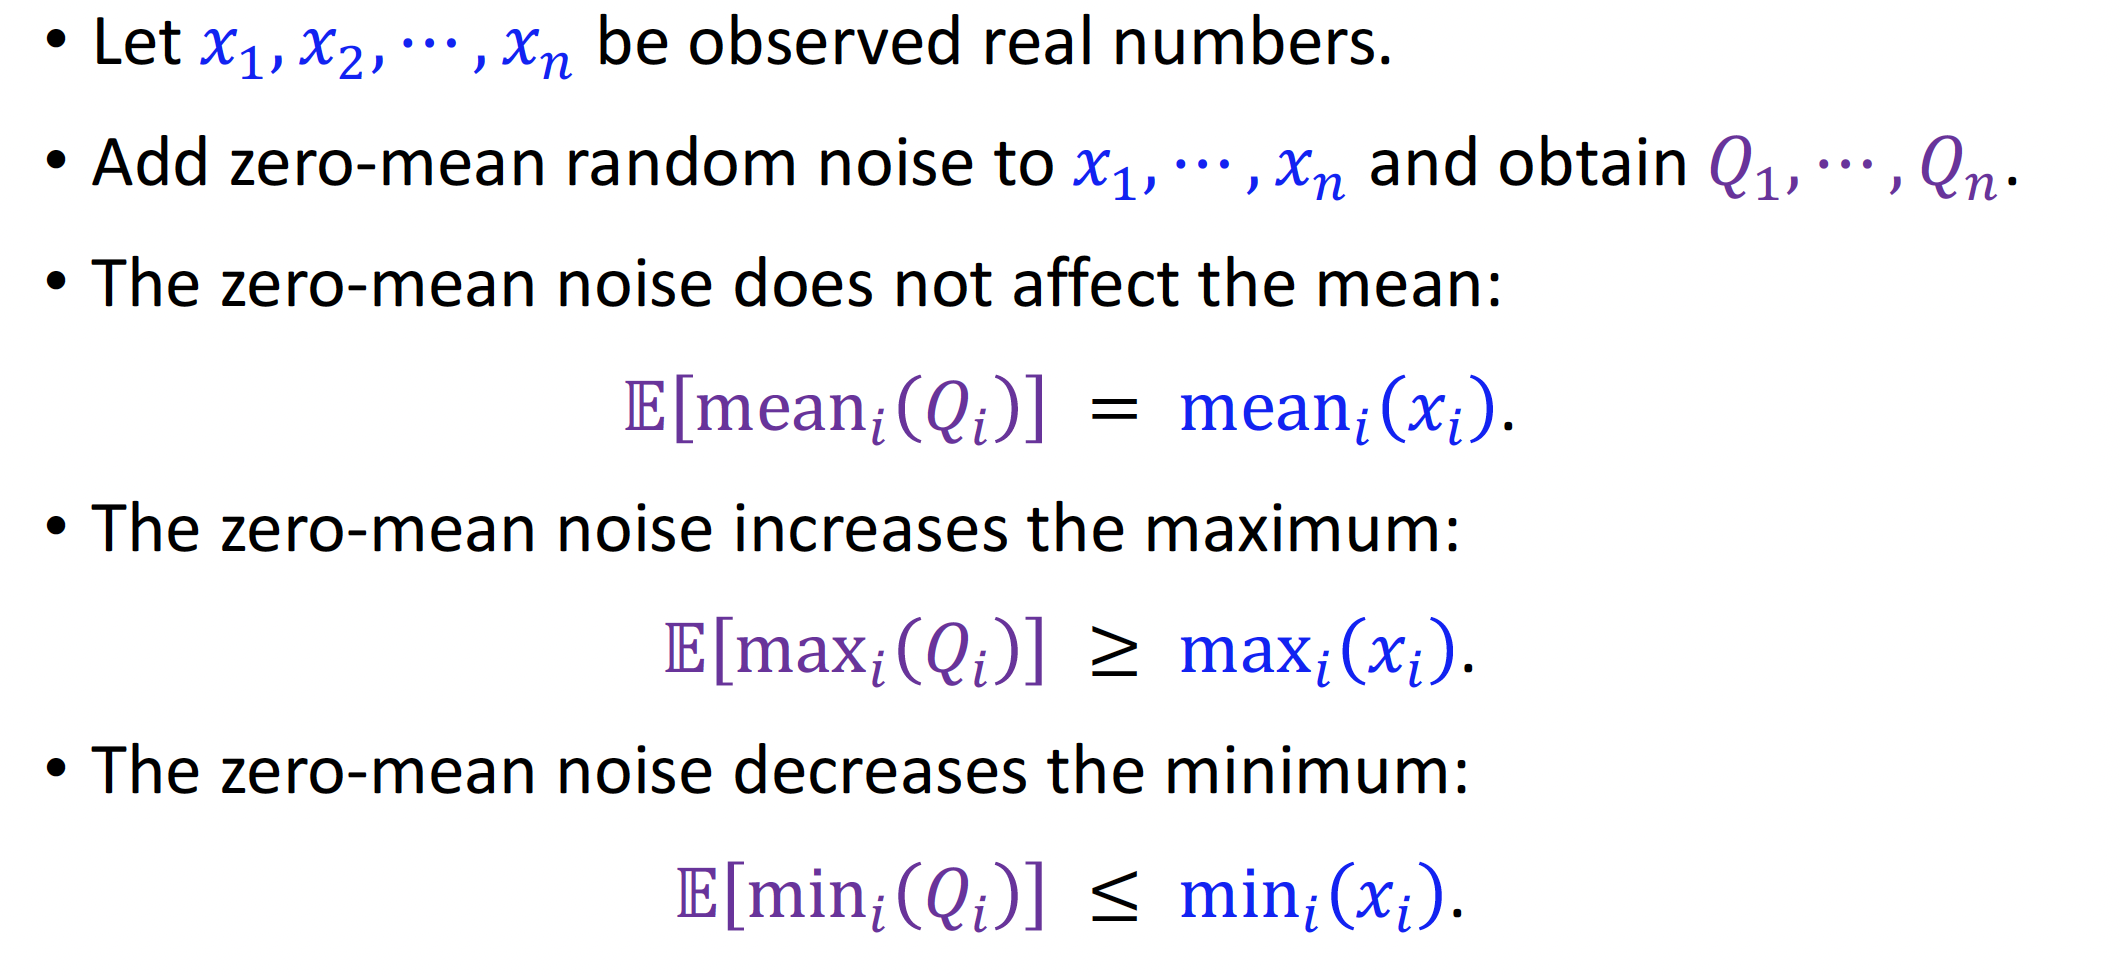 • Let x₁, x₂, ⋯ , xₙ be observed real numbers.
• Add zero-mean random noise to x₁, ⋯ , xₙ and obtain Q₁, ⋯ , Qₙ.
• The zero-mean noise does not affect the mean:
𝔼[meanᵢ(Qᵢ)] = meanᵢ(xᵢ).
• The zero-mean noise increases the maximum:
𝔼[maxᵢ(Qᵢ)] ≥ maxᵢ(xᵢ).
• The zero-mean noise decreases the minimum:
𝔼[minᵢ(Qᵢ)] ≤ minᵢ(xᵢ).